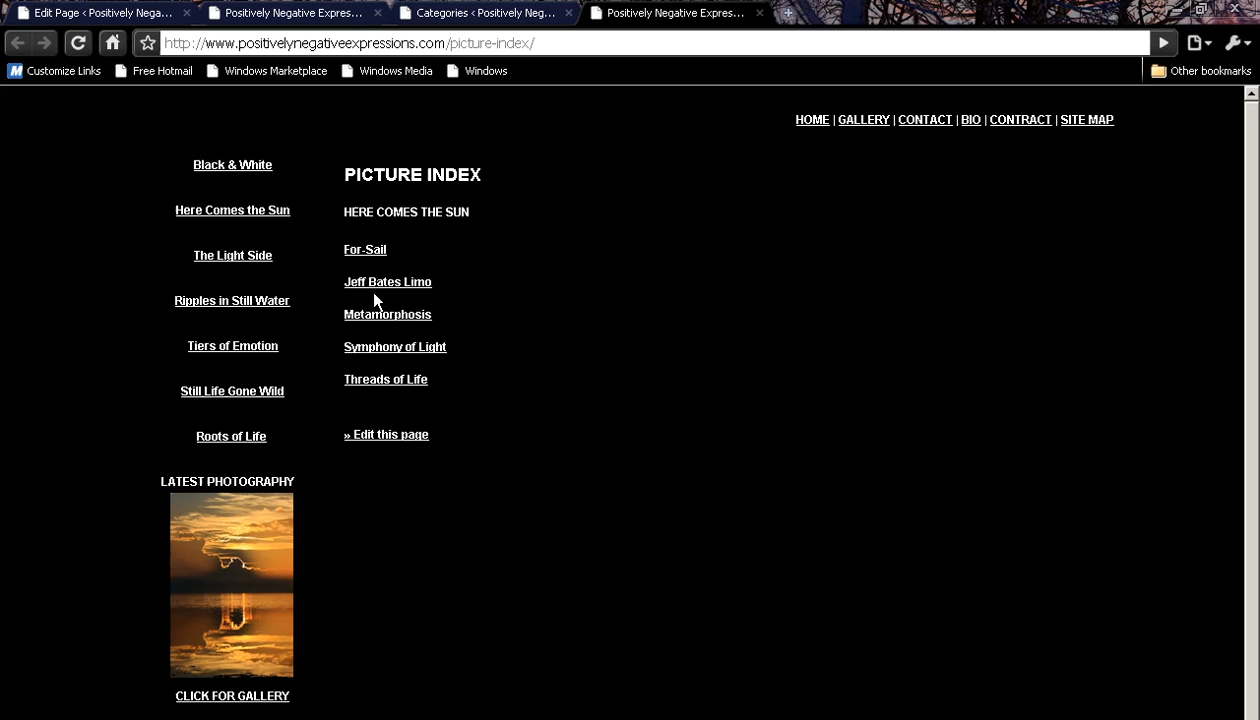 Edit Page ‹ Positively Nega...
Positively Negative Expres...
Categories ‹ Positively Neg...
Positively Negative Expres...
http://www.positivelynegativeexpressions.com/picture-index/
Customize Links
Free Hotmail
Windows Marketplace
Windows Media
Windows
Other bookmarks
HOME | GALLERY | CONTACT | BIO | CONTRACT | SITE MAP
Black & White
Here Comes the Sun
The Light Side
Ripples in Still Water
Tiers of Emotion
Still Life Gone Wild
Roots of Life
LATEST PHOTOGRAPHY
CLICK FOR GALLERY
PICTURE INDEX
HERE COMES THE SUN
For-Sail
Jeff Bates Limo
Metamorphosis
Symphony of Light
Threads of Life
» Edit this page